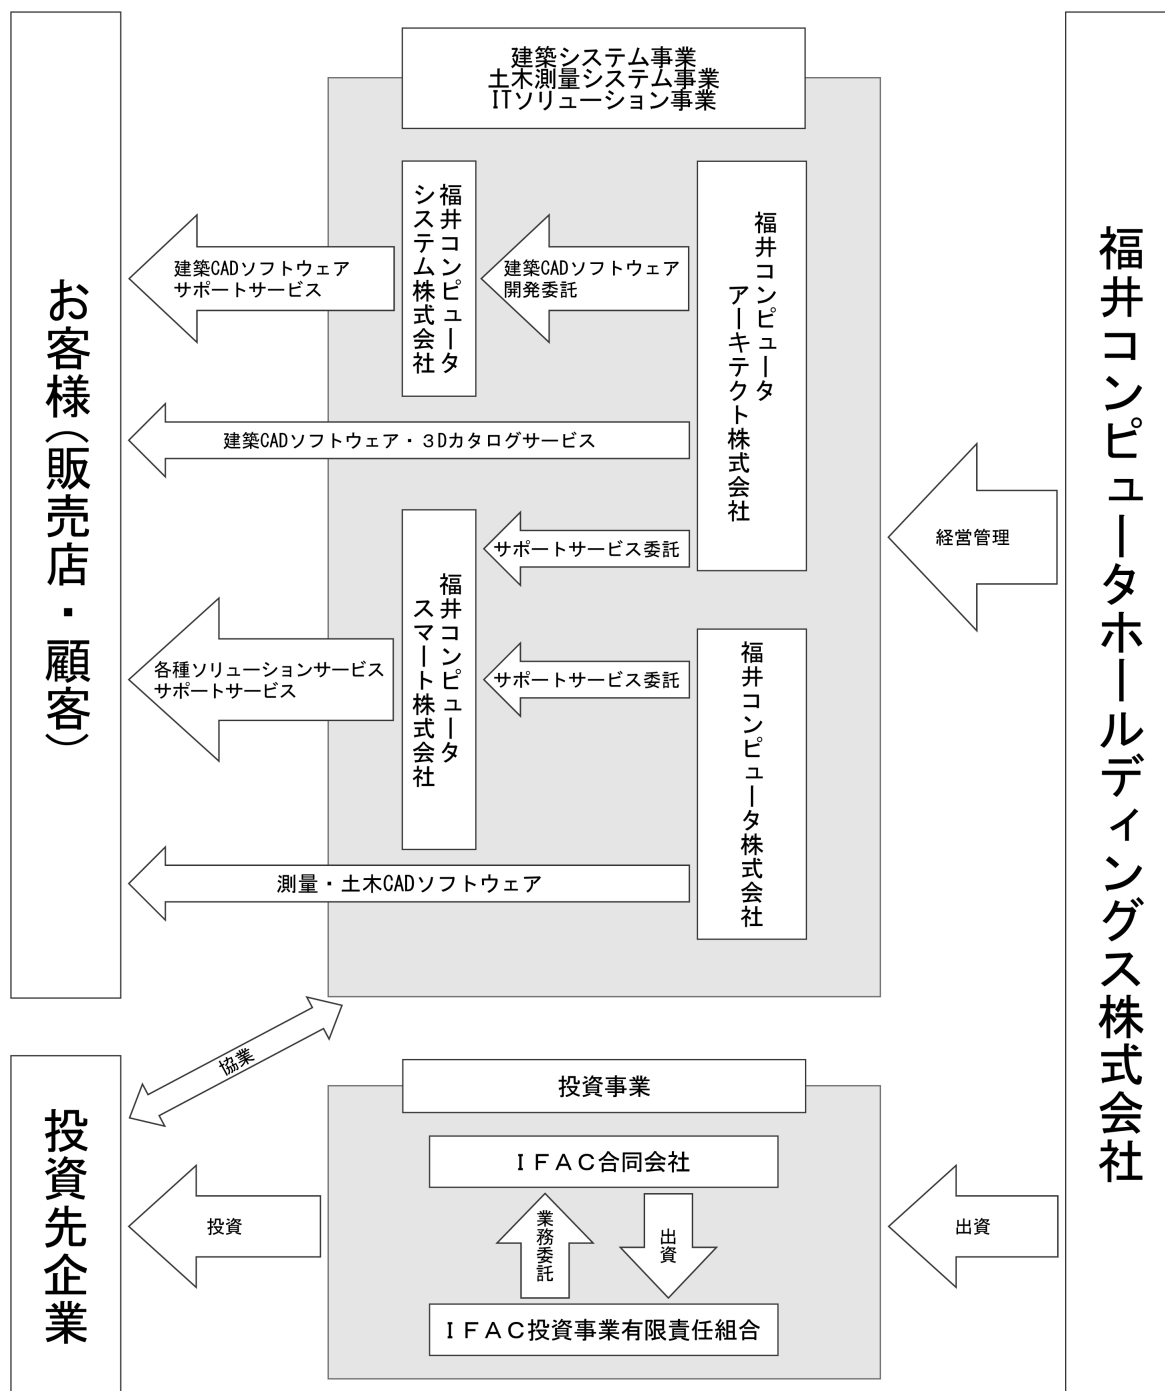 建築システム事業
土木測量システム事業
ITソリューション事業
お客様(販売店・顧客)
建築CADソフトウェア
サポートサービス
福井コンピュータ
システム株式会社
建築CADソフトウェア
開発委託
福井コンピュータ
アーキテクト株式会社
建築CADソフトウェア・3Dカタログサービス
サポートサービス委託
福井コンピュータ
スマート株式会社
各種ソリューションサービス
サポートサービス
サポートサービス委託
福井コンピュータ株式会社
測量・土木CADソフトウェア
経営管理
福井コンピュータホールディングス株式会社
協業
投資先企業
投資
投資事業
IFAC合同会社
業務委託
出資
IFAC投資事業有限責任組合
出資